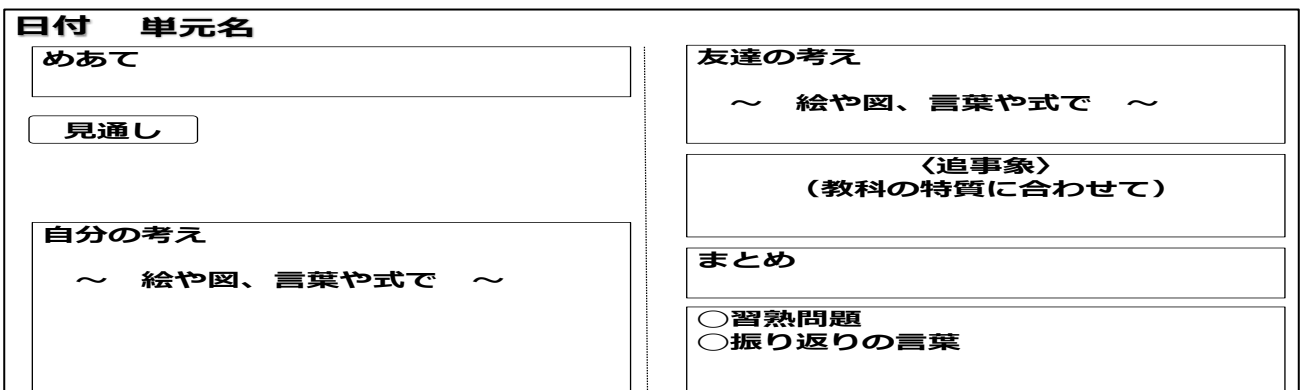 日付　単元名
めあて
見通し
自分の考え
～　絵や図、言葉や式で　～
友達の考え
～　絵や図、言葉や式で　～
〈追事象〉
（教科の特質に合わせて）
まとめ
○習熟問題
○振り返りの言葉